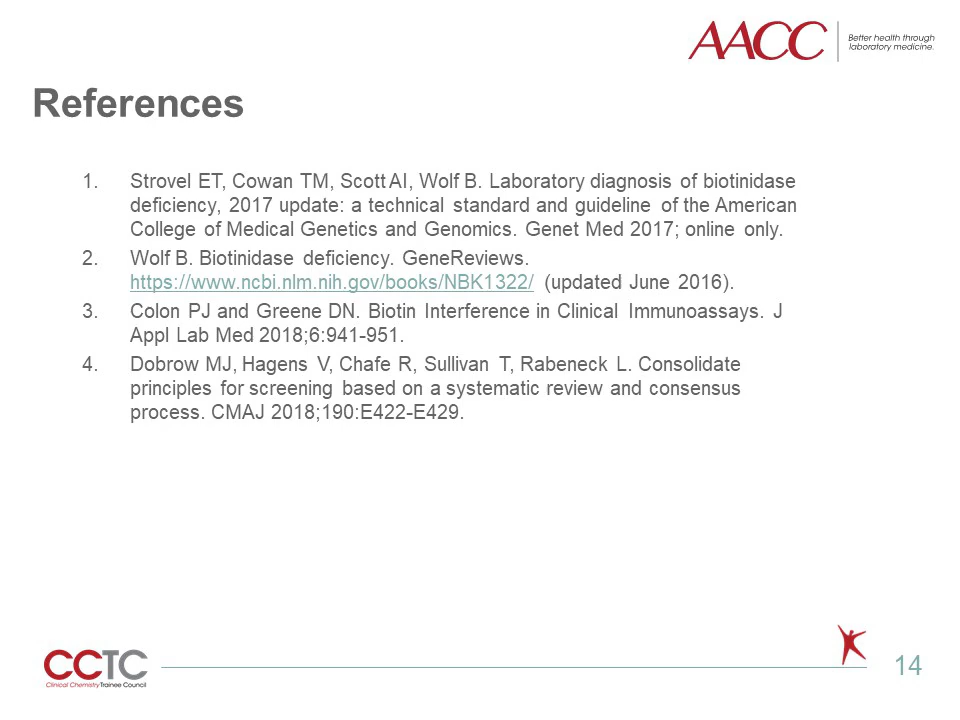 AACC
Better health through
laboratory medicine.
References
1. Strovel ET, Cowan TM, Scott AI, Wolf B. Laboratory diagnosis of biotinidase
deficiency, 2017 update: a technical standard and guideline of the American
College of Medical Genetics and Genomics. Genet Med 2017; online only.
2. Wolf B. Biotinidase deficiency. GeneReviews.
https://www.ncbi.nlm.nih.gov/books/NBK1322/ (updated June 2016).
3. Colon PJ and Greene DN. Biotin Interference in Clinical Immunoassays. J
Appl Lab Med 2018;6:941-951.
4. Dobrow MJ, Hagens V, Chafe R, Sullivan T, Rabeneck L. Consolidate
principles for screening based on a systematic review and consensus
process. CMAJ 2018;190:E422-E429.
CCTC
Clinical Chemistry Trainee Council
14